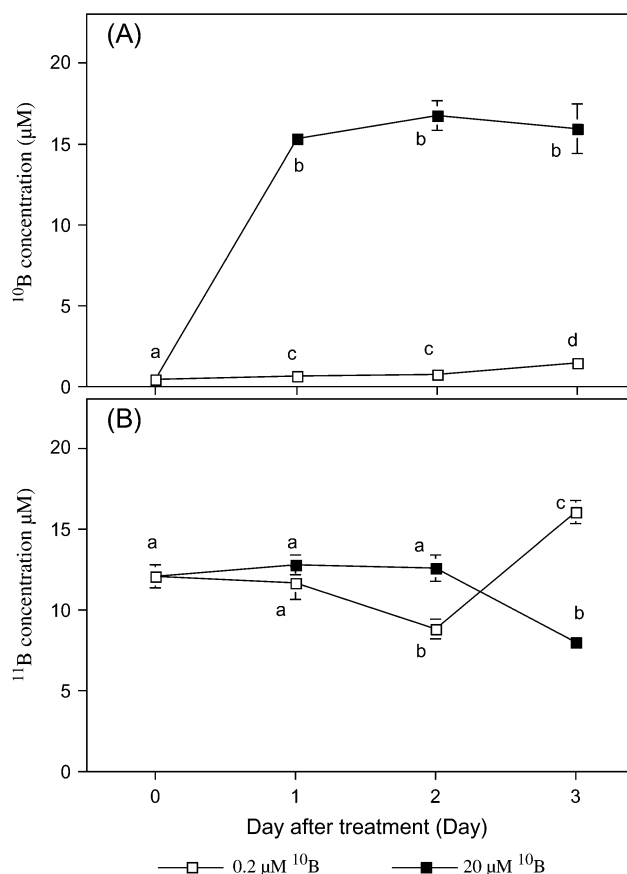 (A)
20
15
10
5
0
¹⁰B concentration (μM)
a
b
b
b
c
c
d
(B)
20
15
10
5
0
¹¹B concentration μM)
a
a
a
a
b
c
b
0 1 2 3
Day after treatment (Day)
0.2 μM ¹⁰B 20 μM ¹⁰B